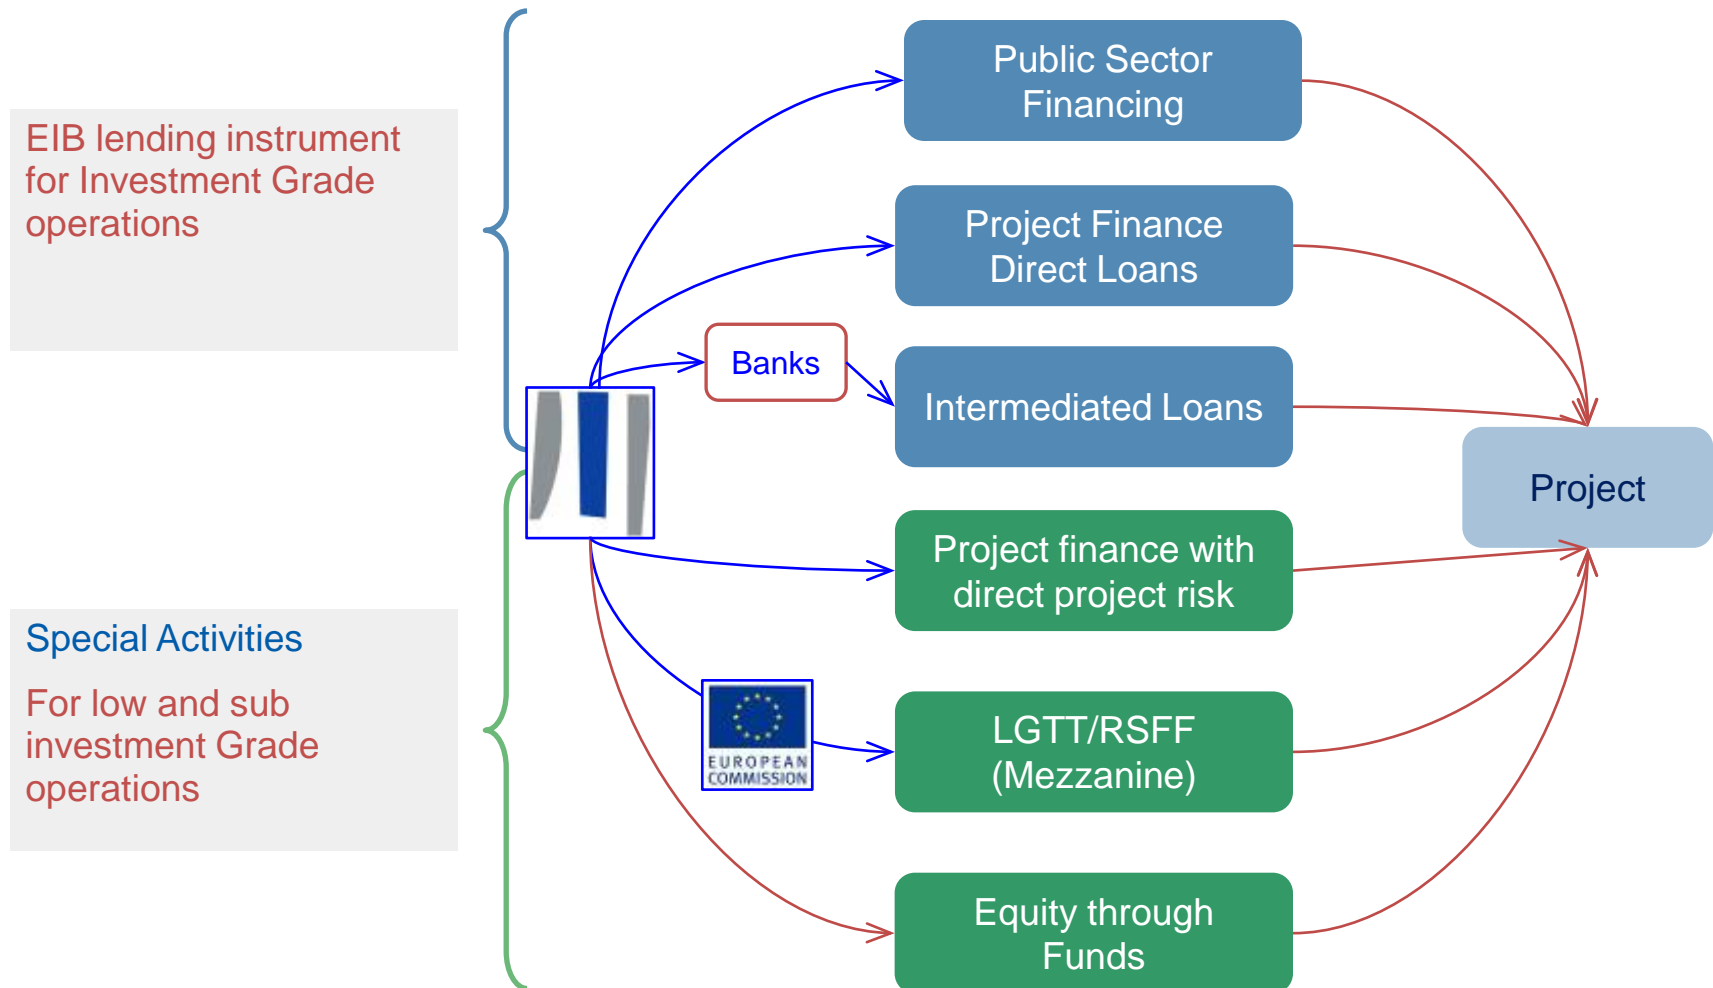 EIB lending instrument
for Investment Grade
operations
Special Activities
For low and sub
investment Grade
operations
Banks
EUROPEAN
COMMISSION
Public Sector
Financing
Project Finance
Direct Loans
Intermediated Loans
Project finance with
direct project risk
LGTT/RSFF
(Mezzanine)
Equity through
Funds
Project